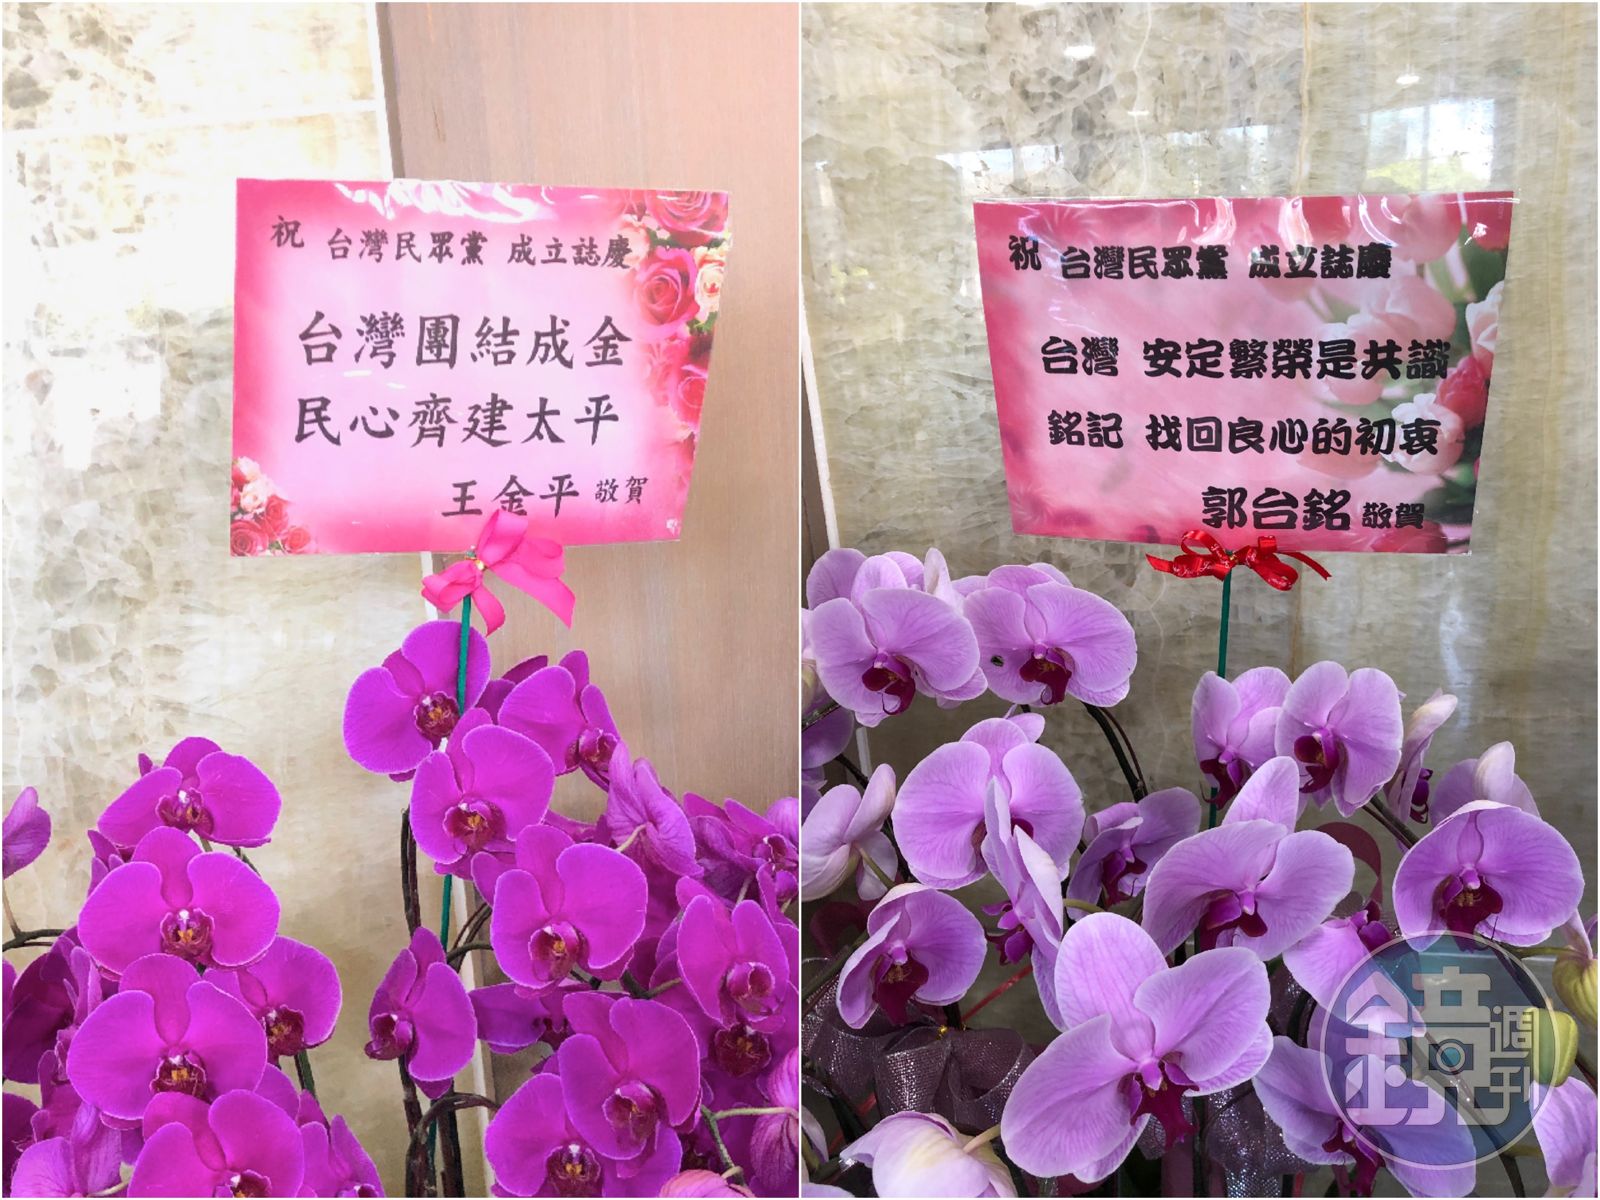 祝 台灣民眾黨 成立誌慶
台灣團結成金
民心齊建太平
王金平 敬賀
祝 台灣民眾黨 成立誌慶
台灣 安定繁榮是共識
銘記 找回良心的初衷
郭台銘 敬賀
鏡週刊